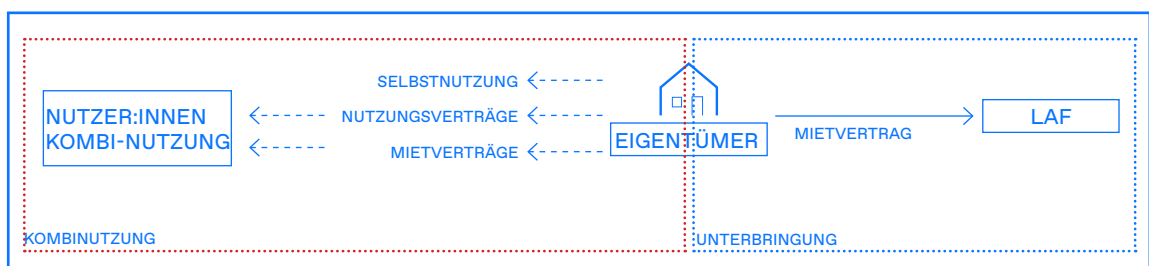 SELBSTNUTZUNG
NUTZER:INNEN
KOMBI-NUTZUNG
NUTZUNGSVERTRÄGE
MIETVERTRÄGE
EIGENTÜMER
MIETVERTRAG
LAF
KOMBINUTZUNG
UNTERBRINGUNG